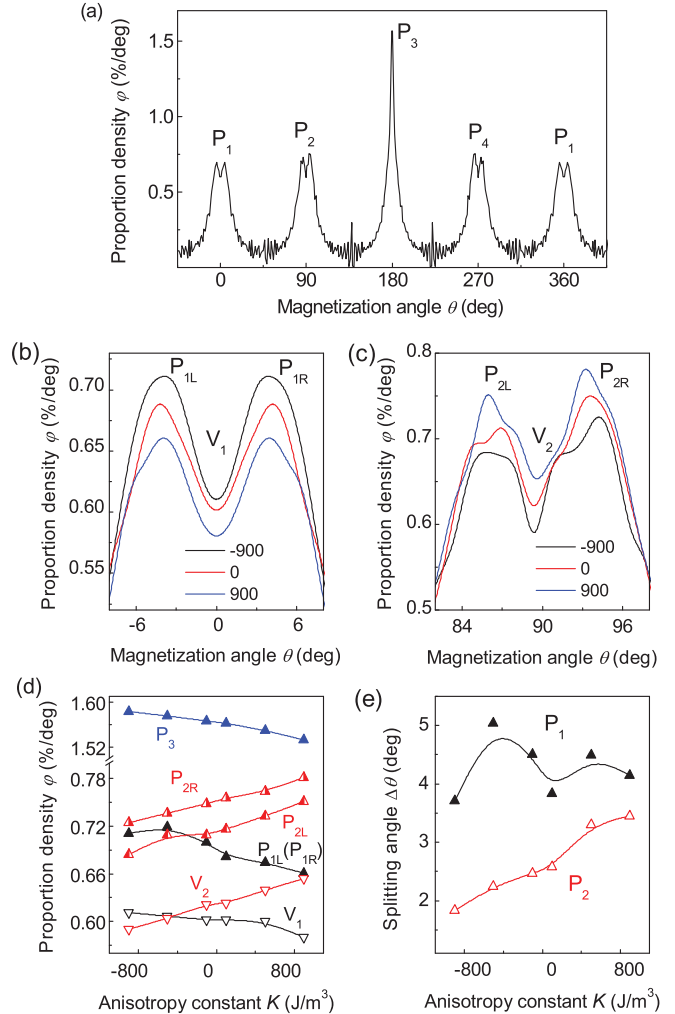 (a)
P3
P1
P2
P4
P1
1.5
1.0
0.5
Proportion density φ (%/deg)
0 90 180 270 360
Magnetization angle θ (deg)
(b)
P1L
P1R
V1
0.70
0.65
0.60
0.55
Proportion density φ (%/deg)
-900
0
900
-6 0 6
Magnetization angle θ (deg)
(c)
P2L
P2R
V2
0.8
0.7
0.6
0.5
Proportion density φ (%/deg)
-900
0
900
84 90 96
Magnetization angle θ (deg)
(d)
1.60
1.52
0.78
0.72
0.66
0.60
Proportion density φ (%/deg)
P3
P2R
P2L
P1L(P1R)
V2
V1
-800 0 800
Anisotropy constant K (J/m³)
(e)
5
4
3
2
Splitting angle Δθ (deg)
P1
P2
-800 0 800
Anisotropy constant K (J/m³)